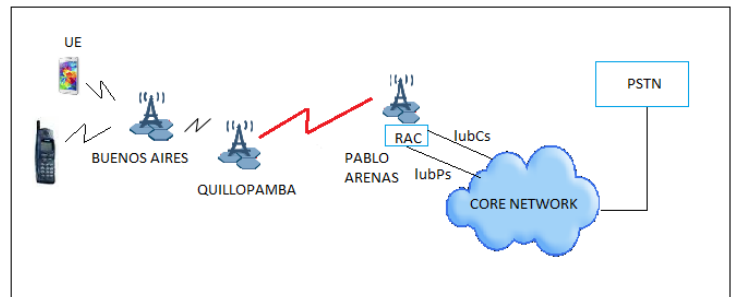 UE
PSTN
BUENOS AIRES
QUILLOPAMBA
RAC
PABLO
ARENAS
IubCs
IubPs
CORE NETWORK